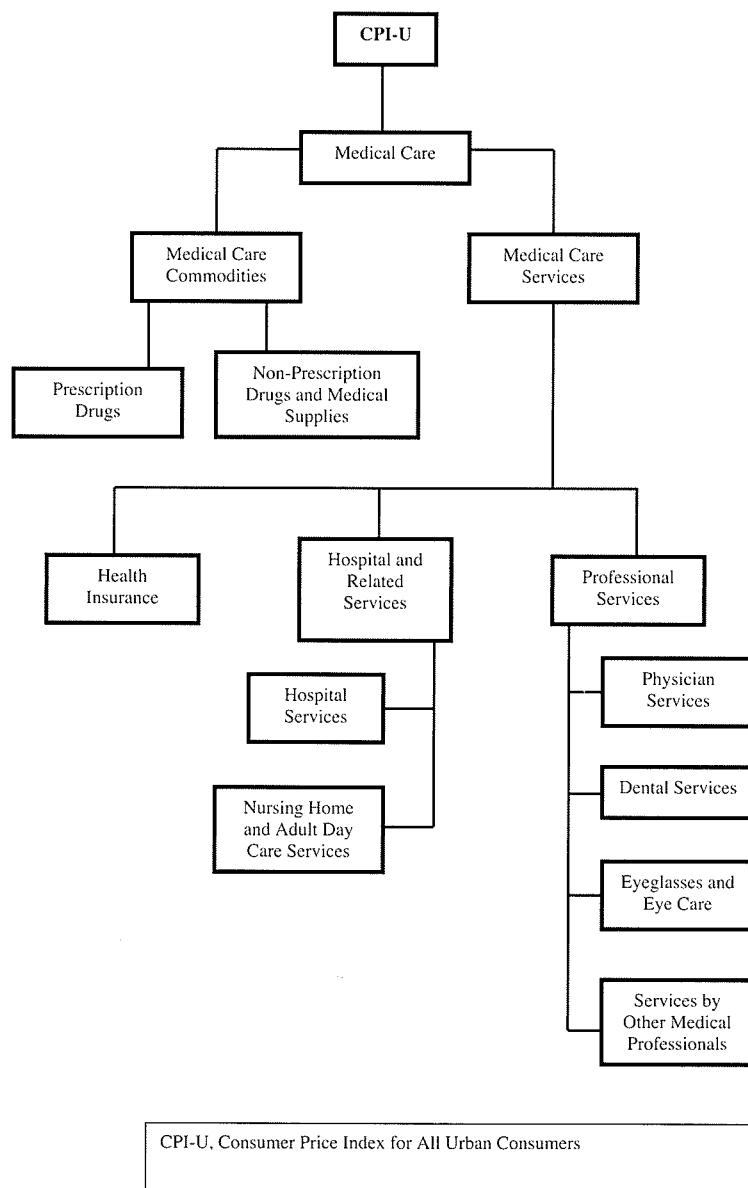 CPI-U
Medical Care
Medical Care
Commodities
Medical Care
Services
Prescription
Drugs
Non-Prescription
Drugs and Medical
Supplies
Health
Insurance
Hospital and
Related
Services
Professional
Services
Hospital
Services
Nursing Home
and Adult Day
Care Services
Physician
Services
Dental Services
Eyeglasses and
Eye Care
Services by
Other Medical
Professionals
CPI-U, Consumer Price Index for All Urban Consumers